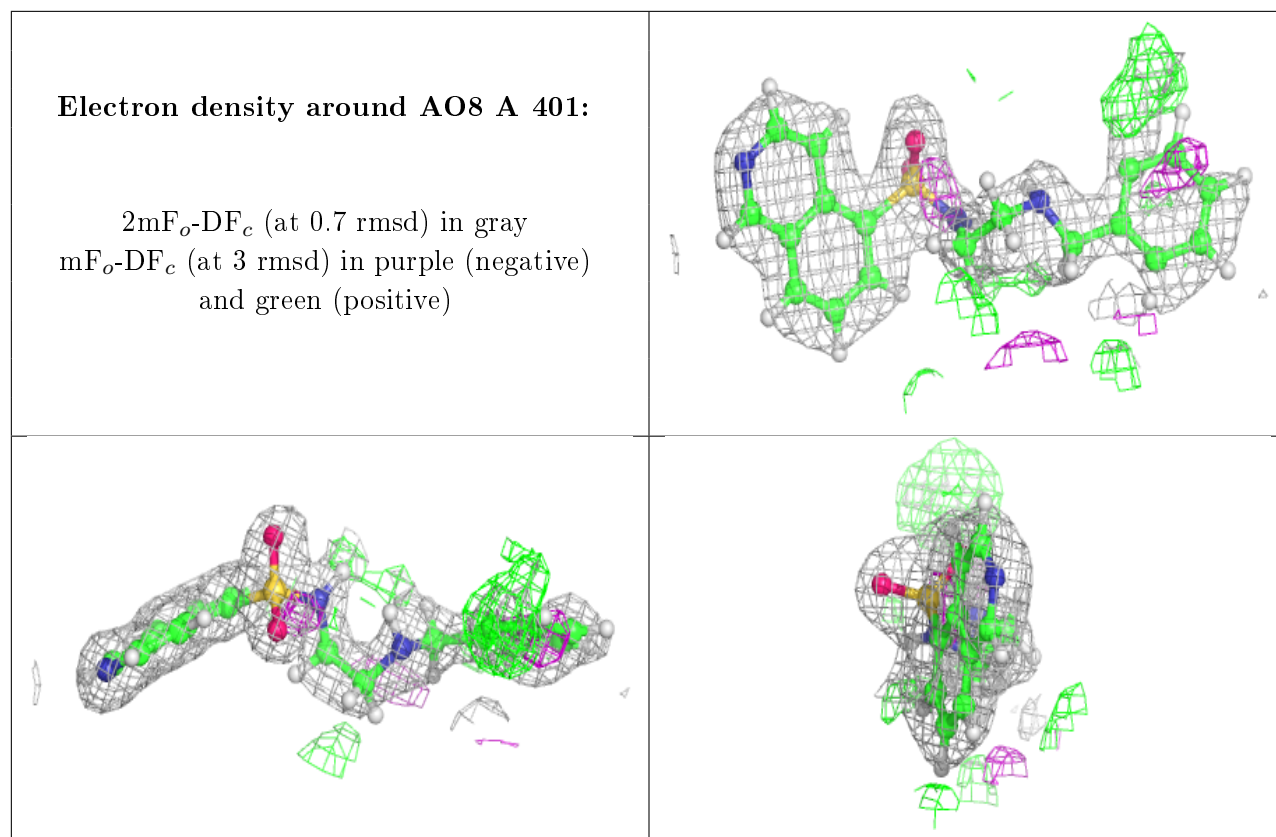 Electron density around AO8 A 401:
2mFₒ-DF𝒸 (at 0.7 rmsd) in gray
mFₒ-DF𝒸 (at 3 rmsd) in purple (negative)
and green (positive)